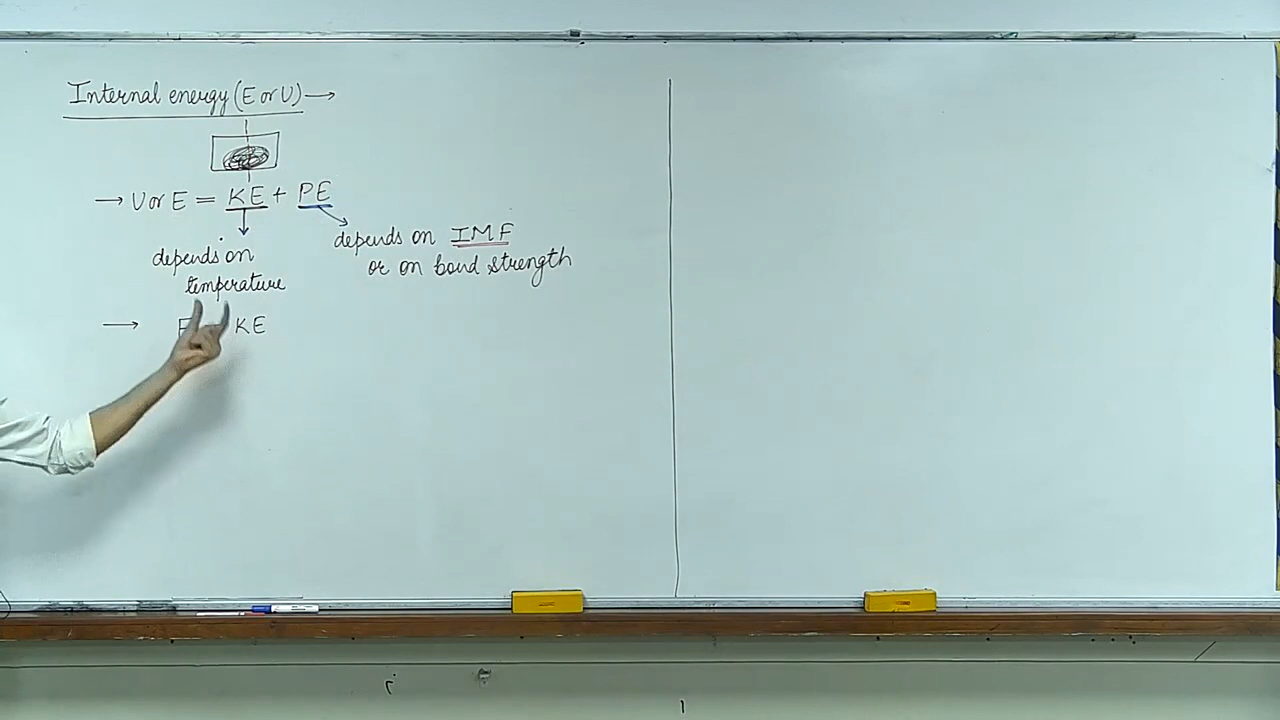 Internal energy (E or U) →
→ U or E = KE + PE
depends on IMF
or on bond strength
depends on
temperature
→ E KE